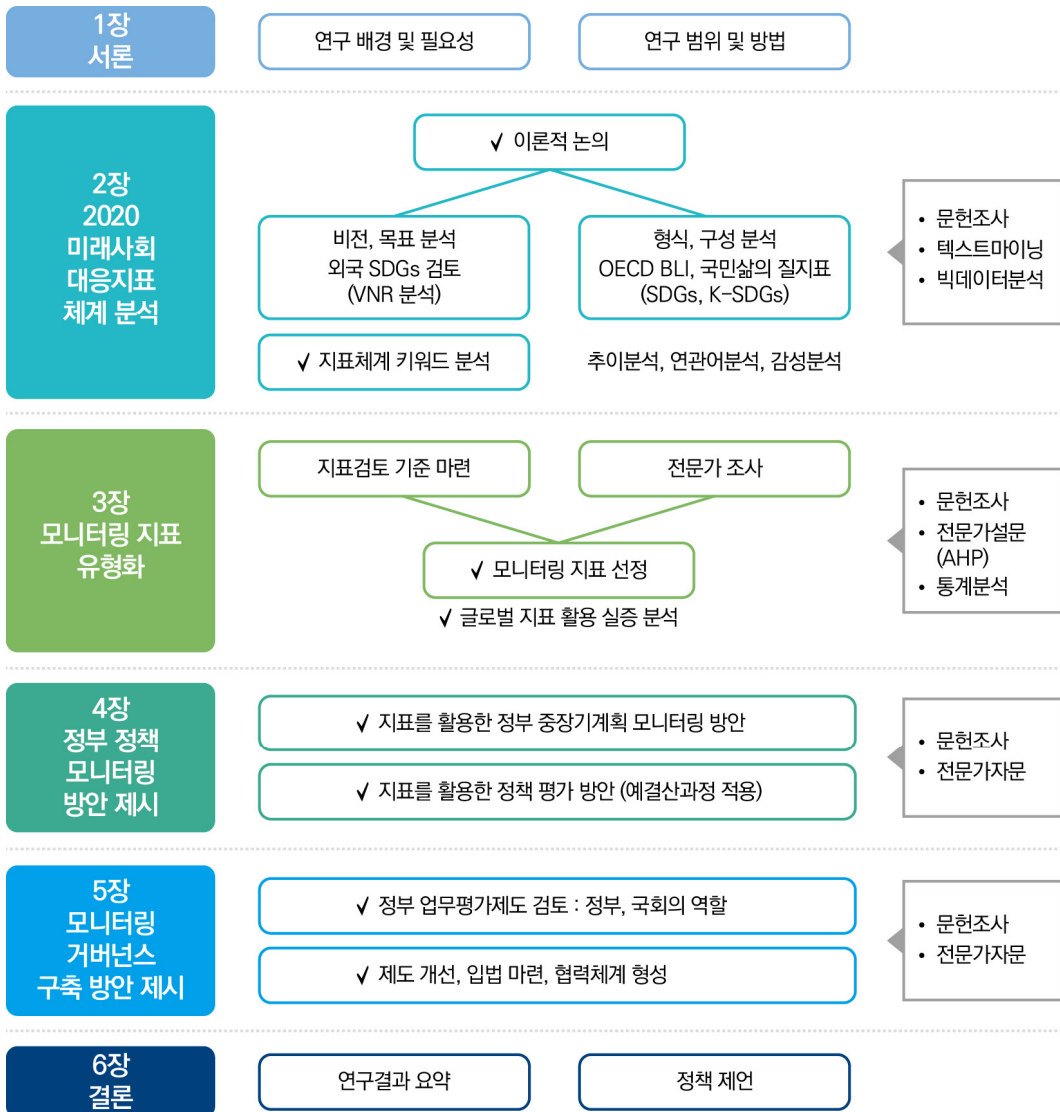 1장
서론
연구 배경 및 필요성
연구 범위 및 방법
2장
2020
미래사회
대응지표
체계 분석
✓ 이론적 논의
비전, 목표 분석
외국 SDGs 검토
(VNR 분석)
형식, 구성 분석
OECD BLI, 국민삶의 질지표
(SDGs, K-SDGs)
✓ 지표체계 키워드 분석
추이분석, 연관어분석, 감성분석
• 문헌조사
• 텍스트마이닝
• 빅데이터분석
3장
모니터링 지표
유형화
지표검토 기준 마련
전문가 조사
✓ 모니터링 지표 선정
✓ 글로벌 지표 활용 실증 분석
• 문헌조사
• 전문가설문
(AHP)
• 통계분석
4장
정부 정책
모니터링
방안 제시
✓ 지표를 활용한 정부 중장기계획 모니터링 방안
✓ 지표를 활용한 정책 평가 방안 (예결산과정 적용)
• 문헌조사
• 전문가자문
5장
모니터링
거버넌스
구축 방안 제시
✓ 정부 업무평가제도 검토 : 정부, 국회의 역할
✓ 제도 개선, 입법 마련, 협력체계 형성
• 문헌조사
• 전문가자문
6장
결론
연구결과 요약
정책 제언